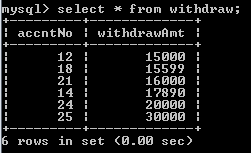 mysql> select * from withdraw;
+----------+-------------+
| accntNo | withdrawAmt |
+----------+-------------+
| 12 | 15000 |
| 18 | 15599 |
| 21 | 16000 |
| 14 | 17890 |
| 24 | 20000 |
| 25 | 30000 |
+----------+-------------+
6 rows in set (0.00 sec)